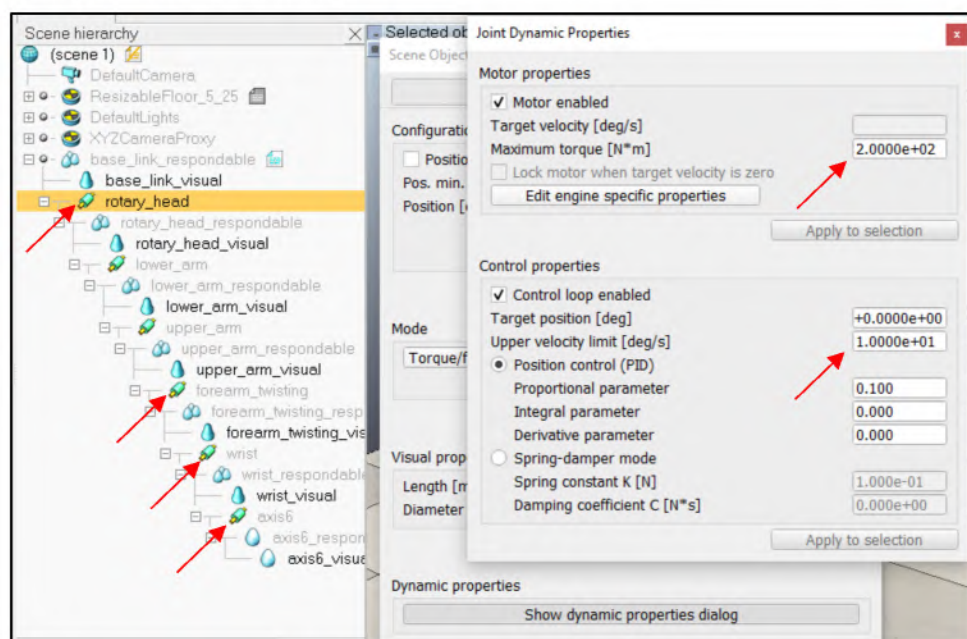 Scene hierarchy
(scene 1)
DefaultCamera
ResizableFloor_5_25
DefaultLights
XYZCameraProxy
base_link_respondable
base_link_visual
rotary_head
rotary_head_respondable
rotary_head_visual
lower_arm
lower_arm_respondable
lower_arm_visual
upper_arm
upper_arm_respondable
upper_arm_visual
forearm_twisting
forearm_twisting_resp
forearm_twisting_vis
wrist
wrist_respondable
wrist_visual
axis6
axis6_respon
axis6_visua
Selected ob
Scene Object
Configuratio
Positio
Pos. min.
Position [
Mode
Torque/f
Visual prop
Length [m
Diameter
Dynamic properties
Show dynamic properties dialog
Joint Dynamic Properties
x
Motor properties
Motor enabled
Target velocity [deg/s]
Maximum torque [N*m] 2.0000e+02
Lock motor when target velocity is zero
Edit engine specific properties
Apply to selection
Control properties
Control loop enabled
Target position [deg] +0.0000e+00
Upper velocity limit [deg/s] 1.0000e+01
Position control (PID)
Proportional parameter 0.100
Integral parameter 0.000
Derivative parameter 0.000
Spring-damper mode
Spring constant K [N] 1.000e-01
Damping coefficient C [N*s] 0.000e+00
Apply to selection